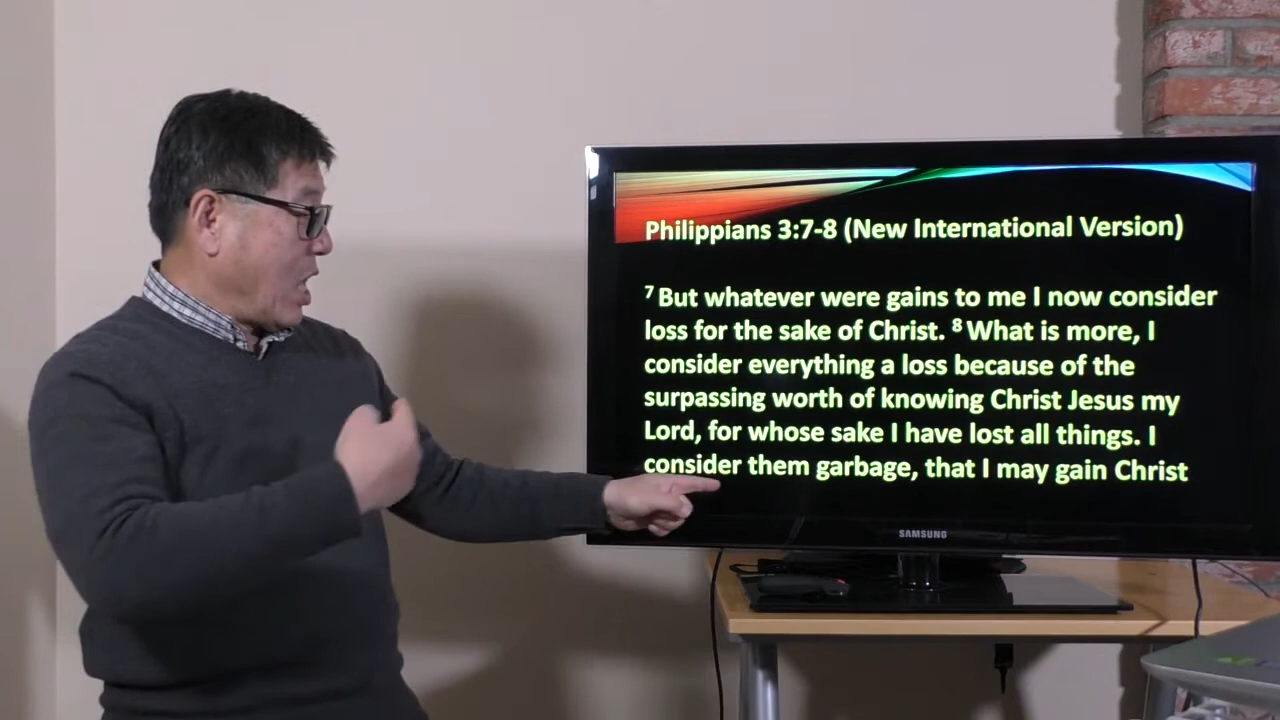 Philippians 3:7-8 (New International Version)
⁷ But whatever were gains to me I now consider
loss for the sake of Christ. ⁸ What is more, I
consider everything a loss because of the
surpassing worth of knowing Christ Jesus my
Lord, for whose sake I have lost all things. I
consider them garbage, that I may gain Christ
SAMSUNG